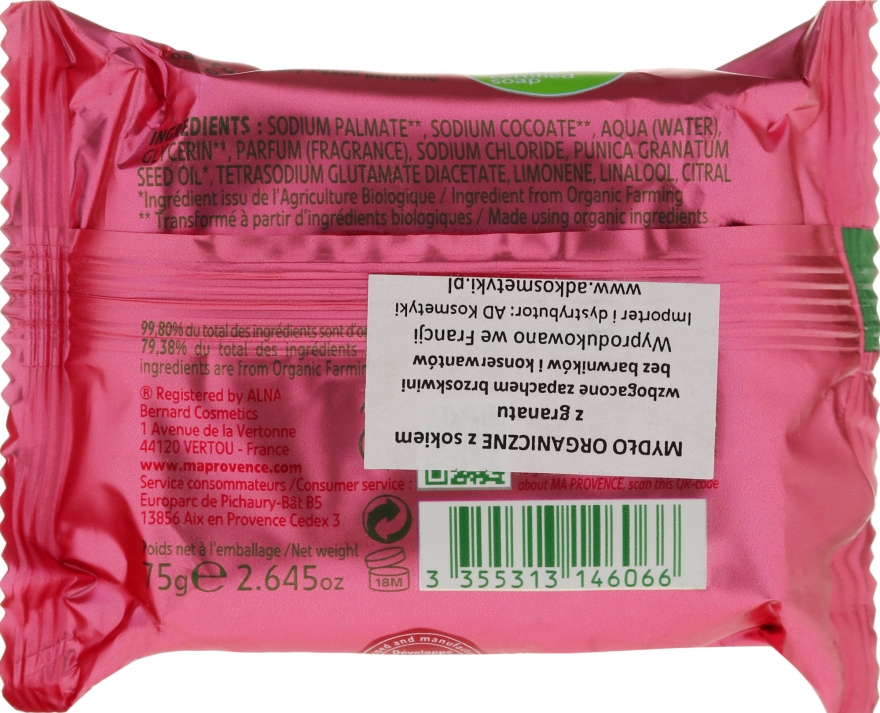 soap
INGREDIENTS : SODIUM PALMATE**, SODIUM COCOATE**, AQUA (WATER),
GLYCERIN**, PARFUM (FRAGRANCE), SODIUM CHLORIDE, PUNICA GRANATUM
SEED OIL*, TETRASODIUM GLUTAMATE DIACETATE, LIMONENE, LINALOOL, CITRAL
*Ingrédient issu de l'Agriculture Biologique / Ingredient from Organic Farming
** Transformé à partir d'ingrédients biologiques / Made using organic ingredients
99,80% du total des ingrédients sont d'or
79,38% du total des ingrédients
ingredients are from Organic Farmin
® Registered by ALNA
Bernard Cosmetics
1 Avenue de la Vertonne
44120 VERTOU - France
www.maprovence.com
Service consommateurs / Consumer service :
Europarc de Pichaury-Bât B5
13856 Aix en Provence Cedex 3
Poids net à l'emballage / Net weight
75g e 2.645oz
18M
MYDŁO ORGANICZNE z sokiem
z granatu
wzbogacone zapachem brzoskwini
bez barwników i konserwantów
Wyprodukowano we Francji
Importer i dystrybutor: AD Kosmetyki
www.adkosmetyki.pl
about MA PROVENCE, scan this QR-code
3 355313 146066
and manufa
Développé